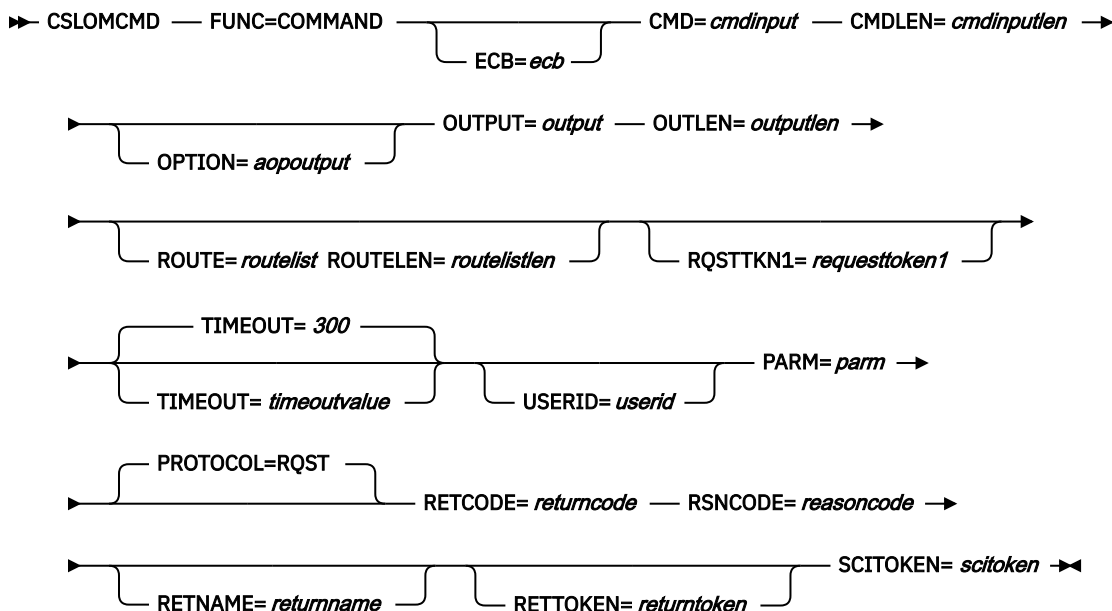 CSLOMCMD FUNC=COMMAND CMD= cmdinput CMDLEN= cmdinputlen
ECB= ecb
OUTPUT= output OUTLEN= outputlen
OPTION= aopoutput
ROUTE= routelist ROUTELEN= routelistlen RQSTTKN1= requesttoken1
TIMEOUT= 300
PARM= parm
TIMEOUT= timeoutvalue USERID= userid
PROTOCOL=RQST
RETCODE= returncode RSNCODE= reasoncode
SCITOKEN= scitoken
RETNAME= returnname RETTOKEN= returntoken